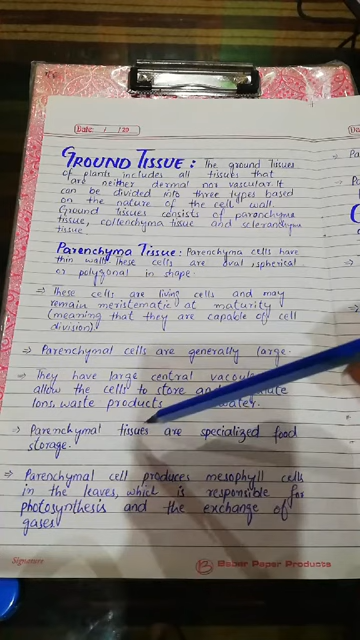 Date / /20
GROUND TISSUE: The ground tissues
of plants includes all tissues that
are neither dermal nor vascular. It
can be divided into three types based
on the nature of the cell wall.
Ground tissues consists of parenchyma
tissue, collenchyma tissue and sclerenchyma
tissue.
Parenchyma Tissue: Parenchyma cells have
thin wall. These cells are oval, spherical
or polygonal in shape.
→ These cells are living cells and may
remain meristematic at maturity
(meaning that they are capable of cell
division)
→ Parenchymal cells are generally large.
→ They have large central
allow the cells to store
Ions, waste products water.
→ Parenchymal tissues are specialized food
storage.
→ Parenchymal cell produces mesophyll cells
in the leaves, which is responsible for
photosynthesis and the exchange of
gases.
Signature
Baber Paper Products